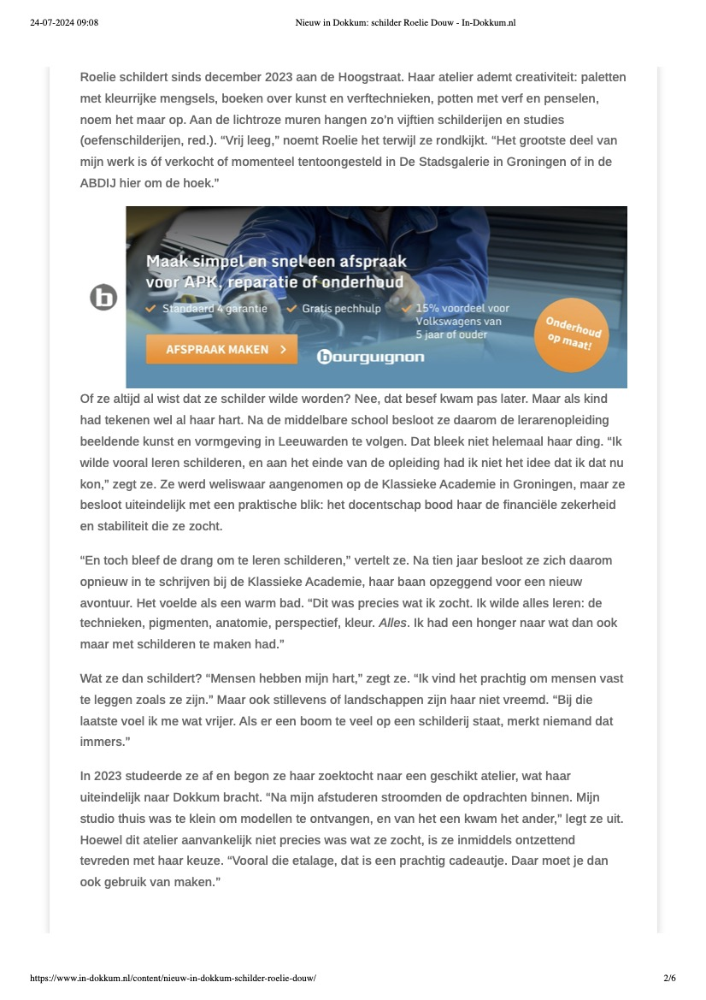 24-07-2024 09:08
Nieuw in Dokkum: schilder Roelie Douw - In-Dokkum.nl
Roelie schildert sinds december 2023 aan de Hoogstraat. Haar atelier ademt creativiteit: paletten
met kleurrijke mengsels, boeken over kunst en verftechnieken, potten met verf en penselen,
noem het maar op. Aan de lichtroze muren hangen zo’n vijftien schilderijen en studies
(oefenschilderijen, red.). “Vrij leeg,” noemt Roelie het terwijl ze rondkijkt. “Het grootste deel van
mijn werk is óf verkocht of momenteel tentoongesteld in De Stadsgalerie in Groningen of in de
ABDIJ hier om de hoek.”
b
Maak simpel en snel een afspraak
voor APK, reparatie of onderhoud
Standaard 4 garantie
Gratis pechhulp
15% voordeel voor
Volkswagens van
5 jaar of ouder
AFSPRAAK MAKEN >
bourguignon
Onderhoud
op maat!
Of ze altijd al wist dat ze schilder wilde worden? Nee, dat besef kwam pas later. Maar als kind
had tekenen wel al haar hart. Na de middelbare school besloot ze daarom de lerarenopleiding
beeldende kunst en vormgeving in Leeuwarden te volgen. Dat bleek niet helemaal haar ding. “Ik
wilde vooral leren schilderen, en aan het einde van de opleiding had ik niet het idee dat ik dat nu
kon,” zegt ze. Ze werd weliswaar aangenomen op de Klassieke Academie in Groningen, maar ze
besloot uiteindelijk met een praktische blik: het docentschap bood haar de financiële zekerheid
en stabiliteit die ze zocht.
“En toch bleef de drang om te leren schilderen,” vertelt ze. Na tien jaar besloot ze zich daarom
opnieuw in te schrijven bij de Klassieke Academie, haar baan opzeggend voor een nieuw
avontuur. Het voelde als een warm bad. “Dit was precies wat ik zocht. Ik wilde alles leren: de
technieken, pigmenten, anatomie, perspectief, kleur. Alles. Ik had een honger naar wat dan ook
maar met schilderen te maken had.”
Wat ze dan schildert? “Mensen hebben mijn hart,” zegt ze. “Ik vind het prachtig om mensen vast
te leggen zoals ze zijn.” Maar ook stillevens of landschappen zijn haar niet vreemd. “Bij die
laatste voel ik me wat vrijer. Als er een boom te veel op een schilderij staat, merkt niemand dat
immers.”
In 2023 studeerde ze af en begon ze haar zoektocht naar een geschikt atelier, wat haar
uiteindelijk naar Dokkum bracht. “Na mijn afstuderen stroomden de opdrachten binnen. Mijn
studio thuis was te klein om modellen te ontvangen, en van het een kwam het ander,” legt ze uit.
Hoewel dit atelier aanvankelijk niet precies was wat ze zocht, is ze inmiddels ontzettend
tevreden met haar keuze. “Vooral die etalage, dat is een prachtig cadeautje. Daar moet je dan
ook gebruik van maken.”
https://www.in-dokkum.nl/content/nieuw-in-dokkum-schilder-roelie-douw/
2/6